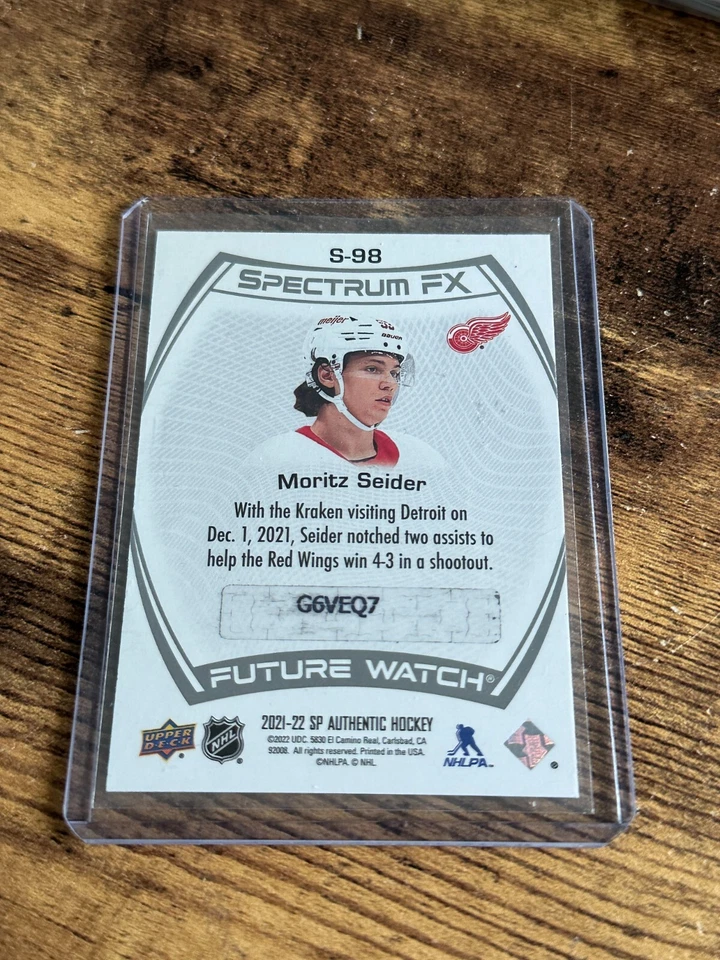 S-98
SPECTRUM FX
meijer
BAUER
Moritz Seider
With the Kraken visiting Detroit on
Dec. 1, 2021, Seider notched two assists to
help the Red Wings win 4-3 in a shootout.
G6VEQ7
FUTURE WATCH®
UPPER
D·E·C·K
NHL
2021-22 SP AUTHENTIC HOCKEY
©2022 UDC. 5830 El Camino Real, Carlsbad, CA
92008. All rights reserved. Printed in the USA.
©NHLPA. © NHL.
NHLPA